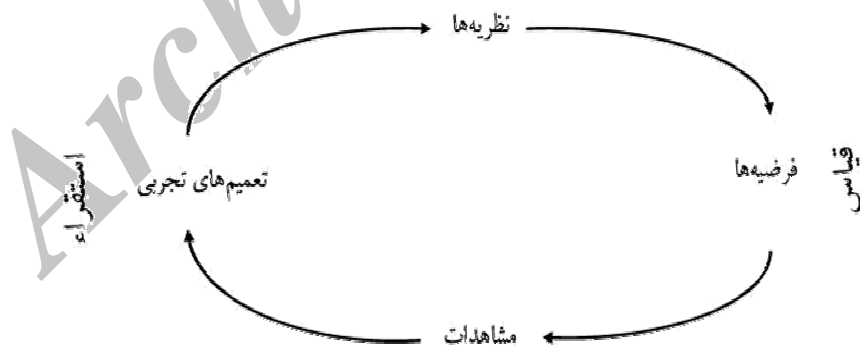 نظریه‌ها
فرضیه‌ها
قیاس
مشاهدات
تعمیم‌های تجربی
استقراء
Arch